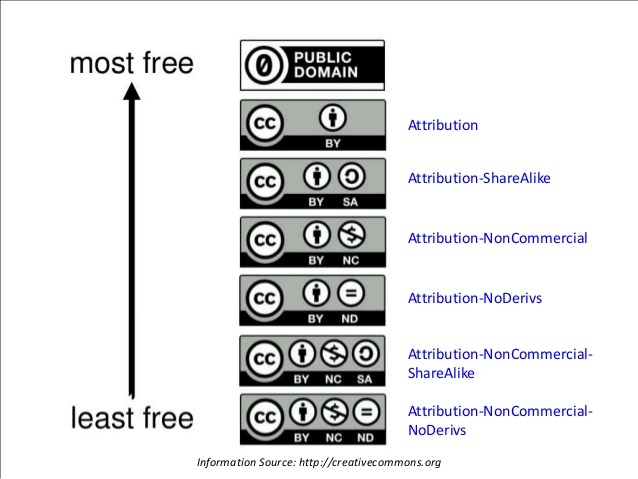 most free
0 PUBLIC
DOMAIN
cc
BY
Attribution
cc
BY SA
Attribution-ShareAlike
cc
BY NC
Attribution-NonCommercial
cc
BY ND
Attribution-NoDerivs
cc
BY NC SA
Attribution-NonCommercial-
ShareAlike
least free
cc
BY NC ND
Attribution-NonCommercial-
NoDerivs
Information Source: http://creativecommons.org